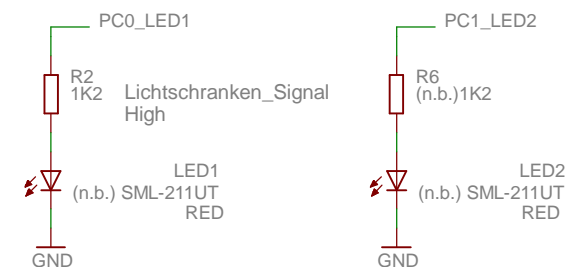 PC0_LED1
R2
1K2
Lichtschranken_Signal
High
LED1
(n.b.) SML-211UT
RED
GND
PC1_LED2
R6
(n.b.)1K2
LED2
(n.b.) SML-211UT
RED
GND